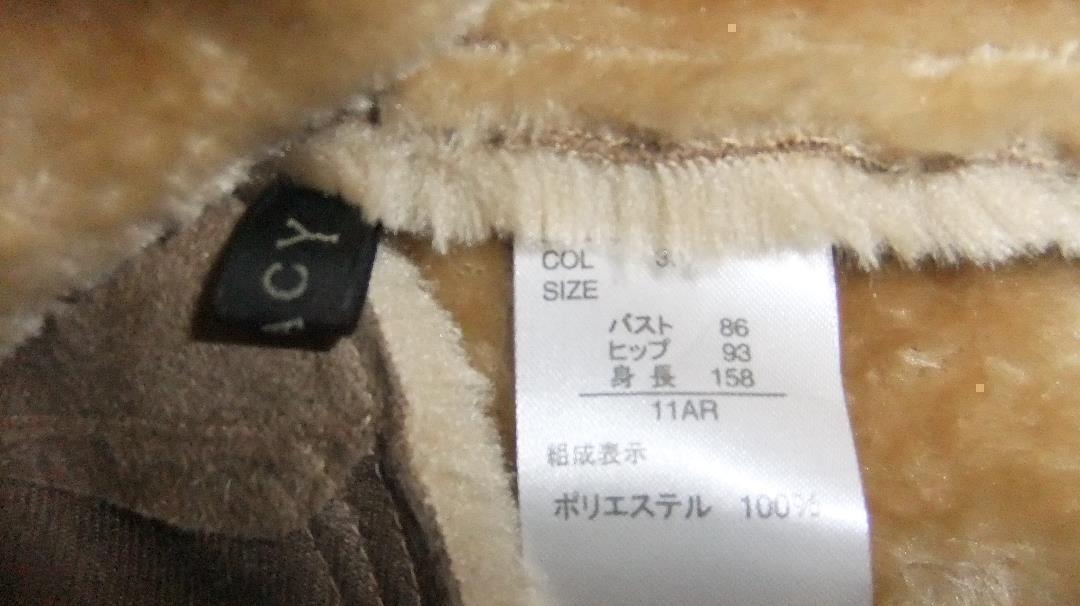 ACY
COL 3
SIZE
バスト 86
ヒップ 93
身長 158
11AR
組成表示
ポリエステル 100%